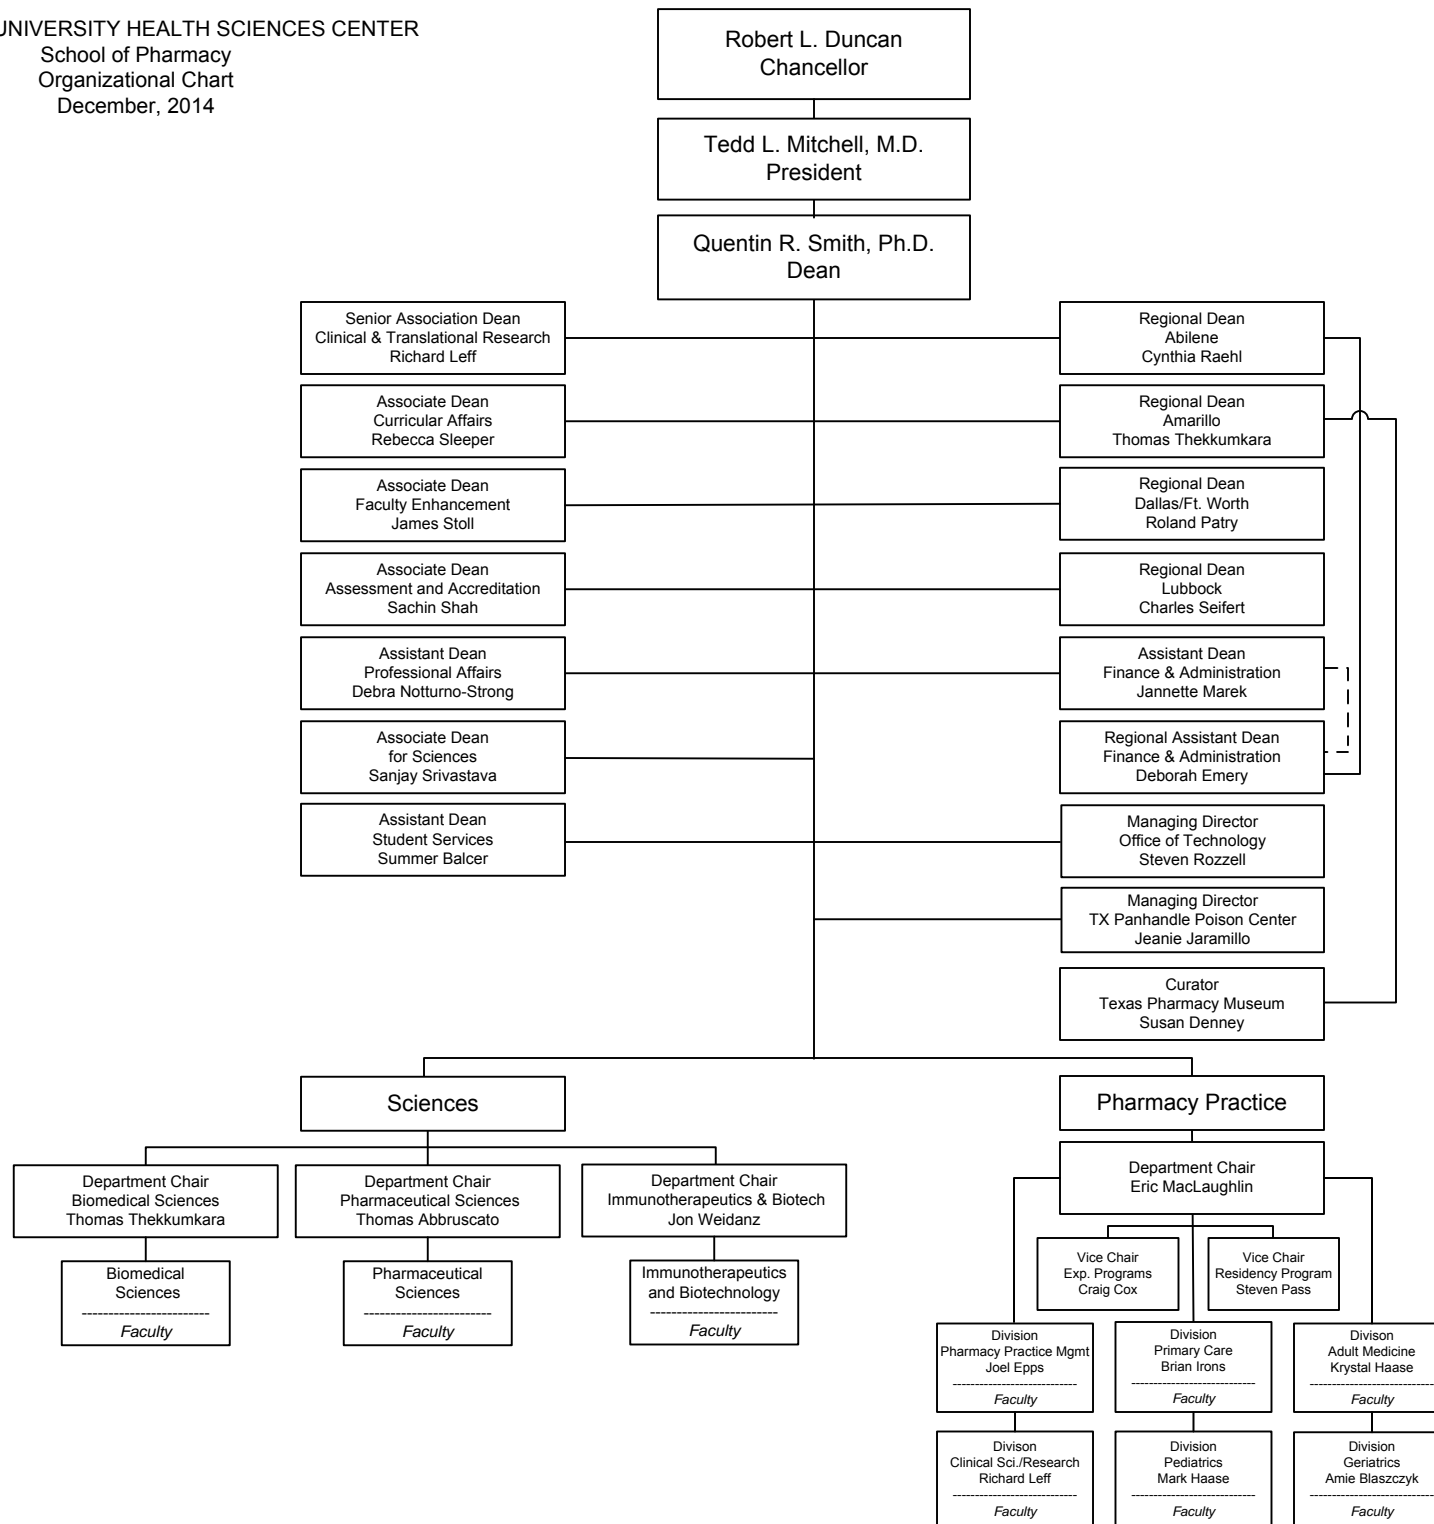 UNIVERSITY HEALTH SCIENCES CENTER
School of Pharmacy
Organizational Chart
December, 2014
Robert L. Duncan
Chancellor
Tedd L. Mitchell, M.D.
President
Quentin R. Smith, Ph.D.
Dean
Senior Association Dean
Clinical & Translational Research
Richard Leff
Regional Dean
Abilene
Cynthia Raehl
Associate Dean
Curricular Affairs
Rebecca Sleeper
Regional Dean
Amarillo
Thomas Thekkumkara
Associate Dean
Faculty Enhancement
James Stoll
Regional Dean
Dallas/Ft. Worth
Roland Patry
Associate Dean
Assessment and Accreditation
Sachin Shah
Regional Dean
Lubbock
Charles Seifert
Assistant Dean
Professional Affairs
Debra Notturno-Strong
Assistant Dean
Finance & Administration
Jannette Marek
Associate Dean
for Sciences
Sanjay Srivastava
Regional Assistant Dean
Finance & Administration
Deborah Emery
Assistant Dean
Student Services
Summer Balcer
Managing Director
Office of Technology
Steven Rozzell
Managing Director
TX Panhandle Poison Center
Jeanie Jaramillo
Curator
Texas Pharmacy Museum
Susan Denney
Sciences
Pharmacy Practice
Department Chair
Biomedical Sciences
Thomas Thekkumkara
Department Chair
Pharmaceutical Sciences
Thomas Abbruscato
Department Chair
Immunotherapeutics & Biotech
Jon Weidanz
Department Chair
Eric MacLaughlin
Biomedical
Sciences
-------------------------
Faculty
Pharmaceutical
Sciences
-------------------------
Faculty
Immunotherapeutics
and Biotechnology
-------------------------
Faculty
Vice Chair
Exp. Programs
Craig Cox
Vice Chair
Residency Program
Steven Pass
Division
Pharmacy Practice Mgmt
Joel Epps
----------------------------
Faculty
Division
Primary Care
Brian Irons
----------------------------
Faculty
Divison
Adult Medicine
Krystal Haase
----------------------------
Faculty
Divison
Clinical Sci./Research
Richard Leff
----------------------------
Faculty
Division
Pediatrics
Mark Haase
----------------------------
Faculty
Division
Geriatrics
Amie Blaszczyk
----------------------------
Faculty